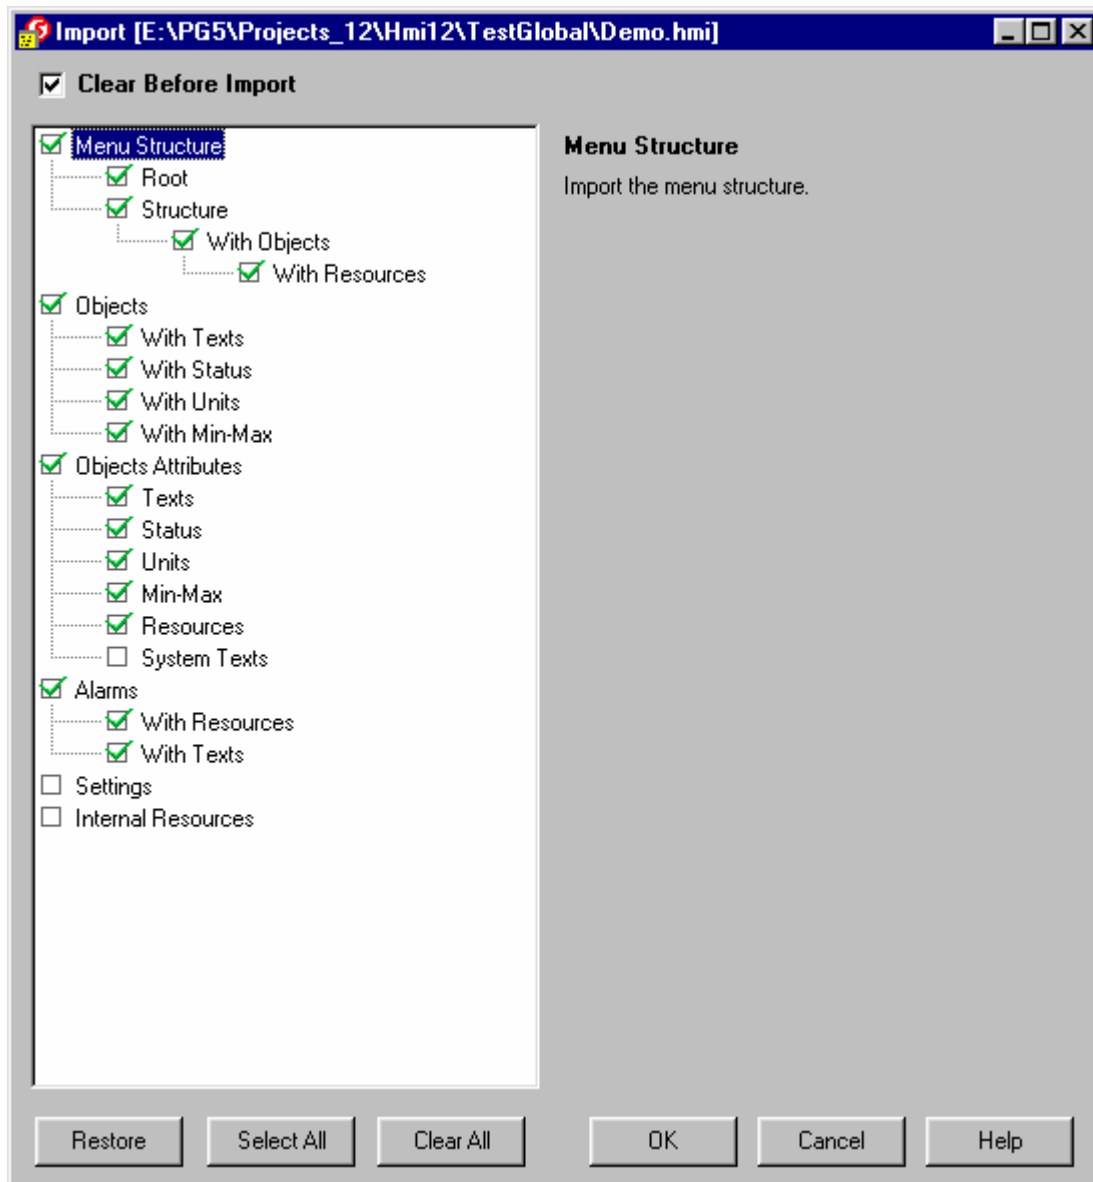 Import [E:\PG5\Projects_12\Hmi12\TestGlobal\Demo.hmi]
Clear Before Import
Menu Structure
Root
Structure
With Objects
With Resources
Objects
With Texts
With Status
With Units
With Min-Max
Objects Attributes
Texts
Status
Units
Min-Max
Resources
System Texts
Alarms
With Resources
With Texts
Settings
Internal Resources
Menu Structure
Import the menu structure.
Restore
Select All
Clear All
OK
Cancel
Help